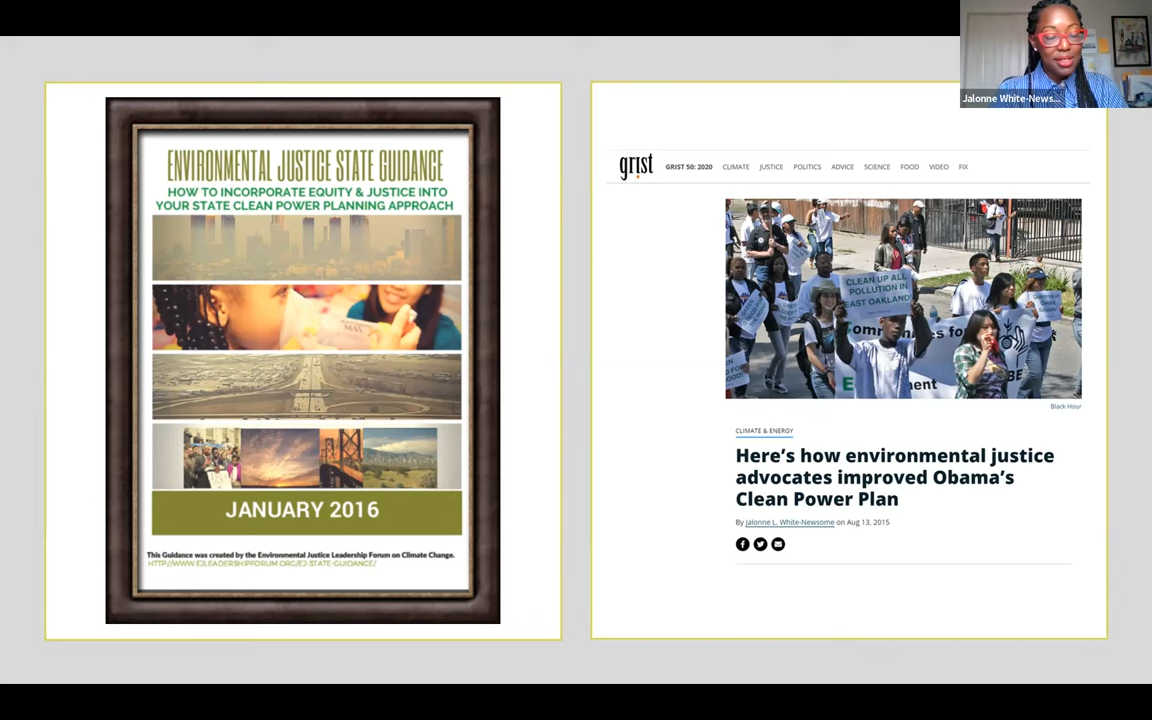 ENVIRONMENTAL JUSTICE STATE GUIDANCE
HOW TO INCORPORATE EQUITY & JUSTICE INTO
YOUR STATE CLEAN POWER PLANNING APPROACH
JANUARY 2016
This Guidance was created by the Environmental Justice Leadership Forum on Climate Change.
HTTP://WWW.EJLEADERSHIPFORUM.ORG/EJ-STATE-GUIDANCE/
Jalonne White-News...
grist
GRIST 50: 2020 CLIMATE JUSTICE POLITICS ADVICE SCIENCE FOOD VIDEO FIX
CLEAN UP ALL
POLLUTION IN
EAST OAKLAND
Black Hour
CLIMATE & ENERGY
Here's how environmental justice
advocates improved Obama's
Clean Power Plan
By Jalonne L. White-Newsome on Aug 13, 2015